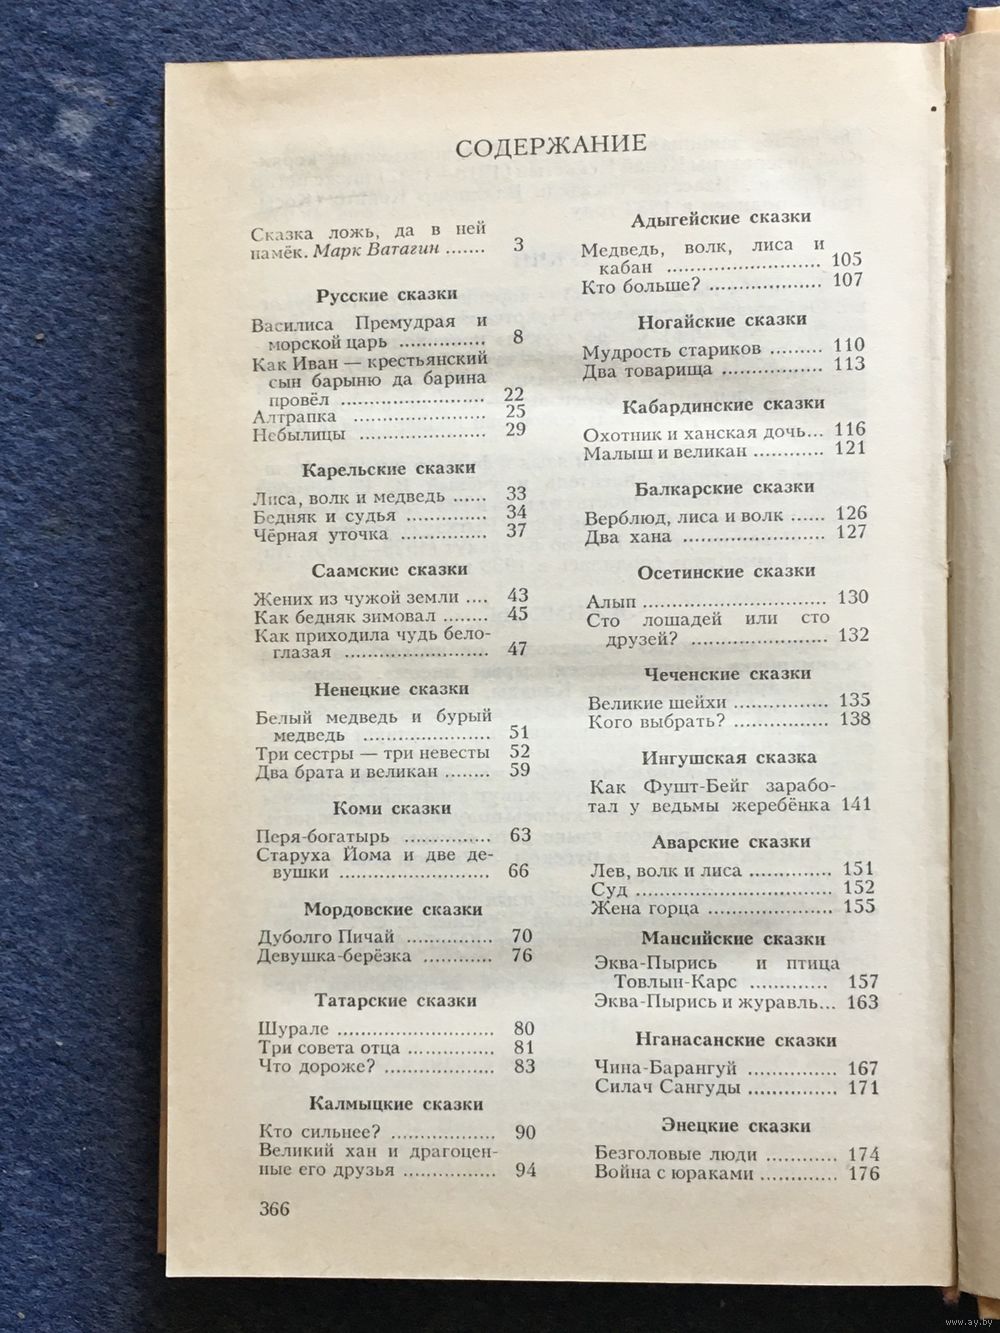 СОДЕРЖАНИЕ
Сказка ложь, да в ней
намёк. Марк Ватагин ....... 3
Русские сказки
Василиса Премудрая и
морской царь ............... 8
Как Иван — крестьянский
сын барыню да барина
провёл ......................... 22
Алтрапка ....................... 25
Небылицы ...................... 29
Карельские сказки
Лиса, волк и медведь ...... 33
Бедняк и судья .............. 34
Чёрная уточка ............... 37
Саамские сказки
Жених из чужой земли .... 43
Как бедняк зимовал ........ 45
Как приходила чудь бело-
глазая ......................... 47
Ненецкие сказки
Белый медведь и бурый
медведь ...................... 51
Три сестры — три невесты 52
Два брата и великан ........ 59
Коми сказки
Перя-богатырь ............... 63
Старуха Йома и две де-
вушки .......................... 66
Мордовские сказки
Дуболго Пичай ............... 70
Девушка-берёзка ............ 76
Татарские сказки
Шурале ........................... 80
Три совета отца ............... 81
Что дороже? ................... 83
Калмыцкие сказки
Кто сильнее? .................. 90
Великий хан и драгоцен-
ные его друзья ................ 94
366
Адыгейские сказки
Медведь, волк, лиса и
кабан ........................... 105
Кто больше? .................... 107
Ногайские сказки
Мудрость стариков ......... 110
Два товарища .................. 113
Кабардинские сказки
Охотник и ханская дочь... 116
Малыш и великан ............ 121
Балкарские сказки
Верблюд, лиса и волк ...... 126
Два хана ......................... 127
Осетинские сказки
Алып ............................... 130
Сто лошадей или сто
друзей? ........................ 132
Чеченские сказки
Великие шейхи ................ 135
Кого выбрать? ................ 138
Ингушская сказка
Как Фушт-Бейг зарабо-
тал у ведьмы жеребёнка 141
Аварские сказки
Лев, волк и лиса .............. 151
Суд .................................. 152
Жена горца ..................... 155
Мансийские сказки
Эква-Пырись и птица
Товлын-Карс .............. 157
Эква-Пырись и журавль... 163
Нганасанские сказки
Чина-Барангуй ............... 167
Силач Сангуды ............... 171
Энецкие сказки
Безголовые люди ............ 174
Война с юраками ............. 176
www.ay.by